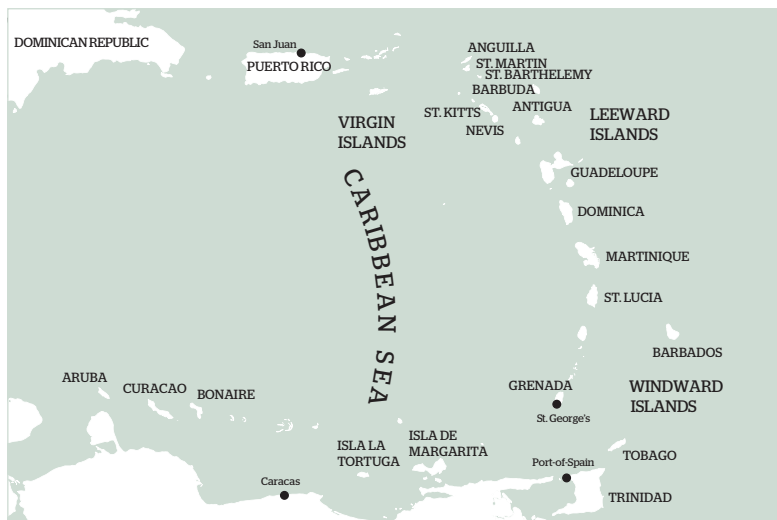 DOMINICAN REPUBLIC
San Juan
PUERTO RICO
ANGUILLA
ST. MARTIN
ST. BARTHELEMY
BARBUDA
ANTIGUA
ST. KITTS
NEVIS
VIRGIN
ISLANDS
LEEWARD
ISLANDS
GUADELOUPE
CARIBBEAN SEA
DOMINICA
MARTINIQUE
ST. LUCIA
BARBADOS
ARUBA
CURACAO
BONAIRE
GRENADA
St. George's
WINDWARD
ISLANDS
ISLA LA
TORTUGA
ISLA DE
MARGARITA
TOBAGO
Port-of-Spain
Caracas
TRINIDAD